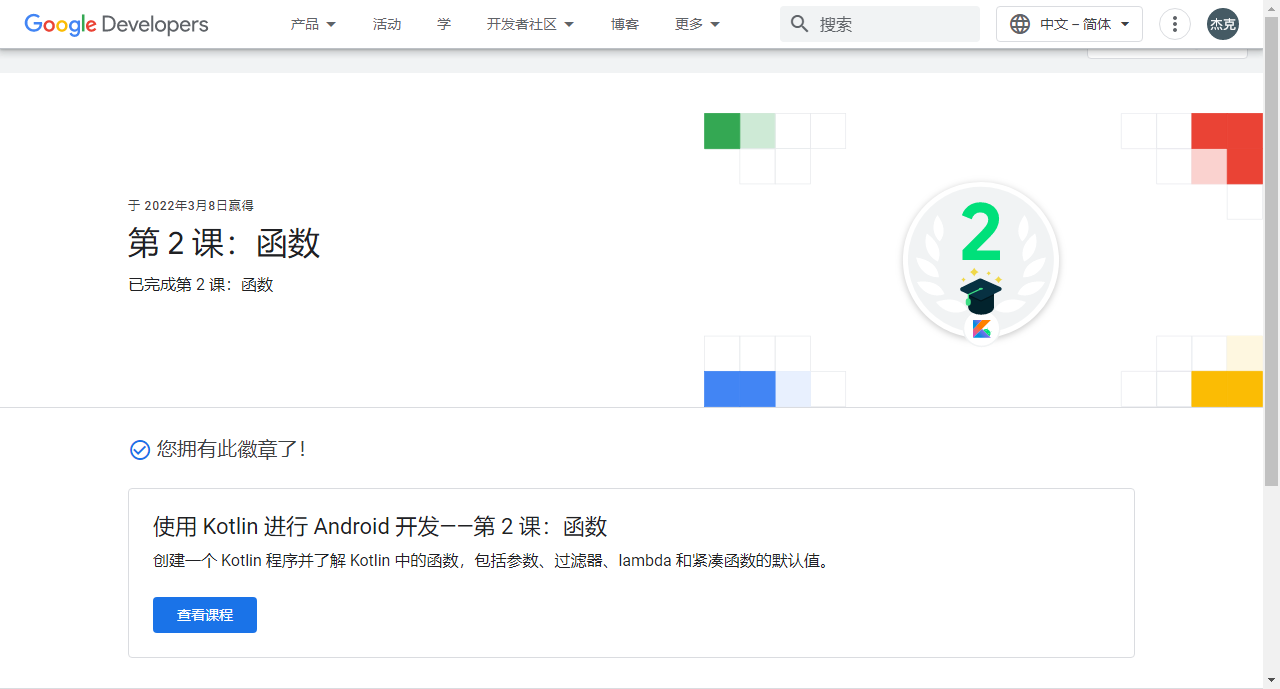 Google Developers
产品
活动
学
开发者社区
博客
更多
搜索
中文 – 简体
杰克
于 2022年3月8日赢得
第 2 课：函数
已完成第 2 课：函数
2
您拥有此徽章了！
使用 Kotlin 进行 Android 开发——第 2 课：函数
创建一个 Kotlin 程序并了解 Kotlin 中的函数，包括参数、过滤器、lambda 和紧凑函数的默认值。
查看课程